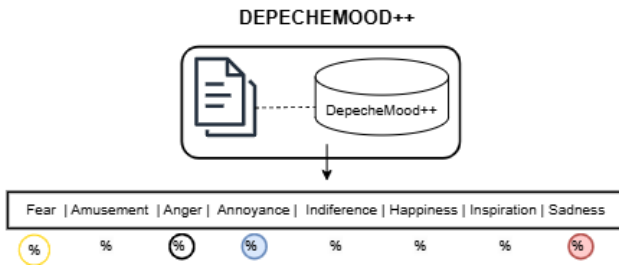 DEPECHEMOOD++
DepecheMood++
Fear | Amusement | Anger | Annoyance | Indiference | Happiness | Inspiration | Sadness
% % % % % % % %